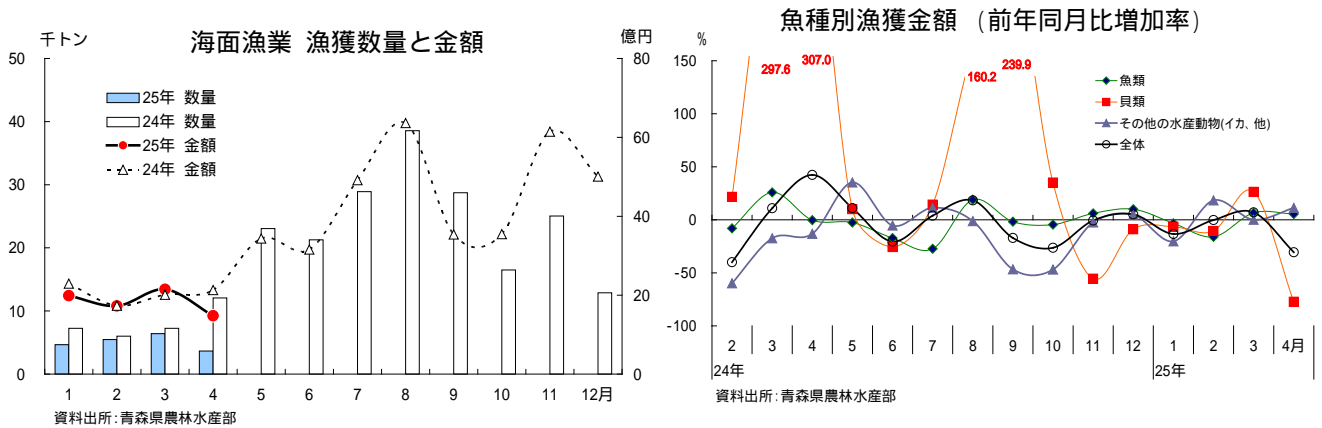 海面漁業 漁獲数量と金額
千トン
億円
50
40
30
20
10
0
80
60
40
20
0
25年 数量
24年 数量
25年 金額
24年 金額
1 2 3 4 5 6 7 8 9 10 11 12月
資料出所：青森県農林水産部
魚種別漁獲金額 （前年同月比増加率）
%
150
100
50
0
-50
-100
297.6
307.0
160.2
239.9
魚類
貝類
その他の水産動物(イカ、他)
全体
2 3 4 5 6 7 8 9 10 11 12 1 2 3 4月
24年 25年
資料出所：青森県農林水産部